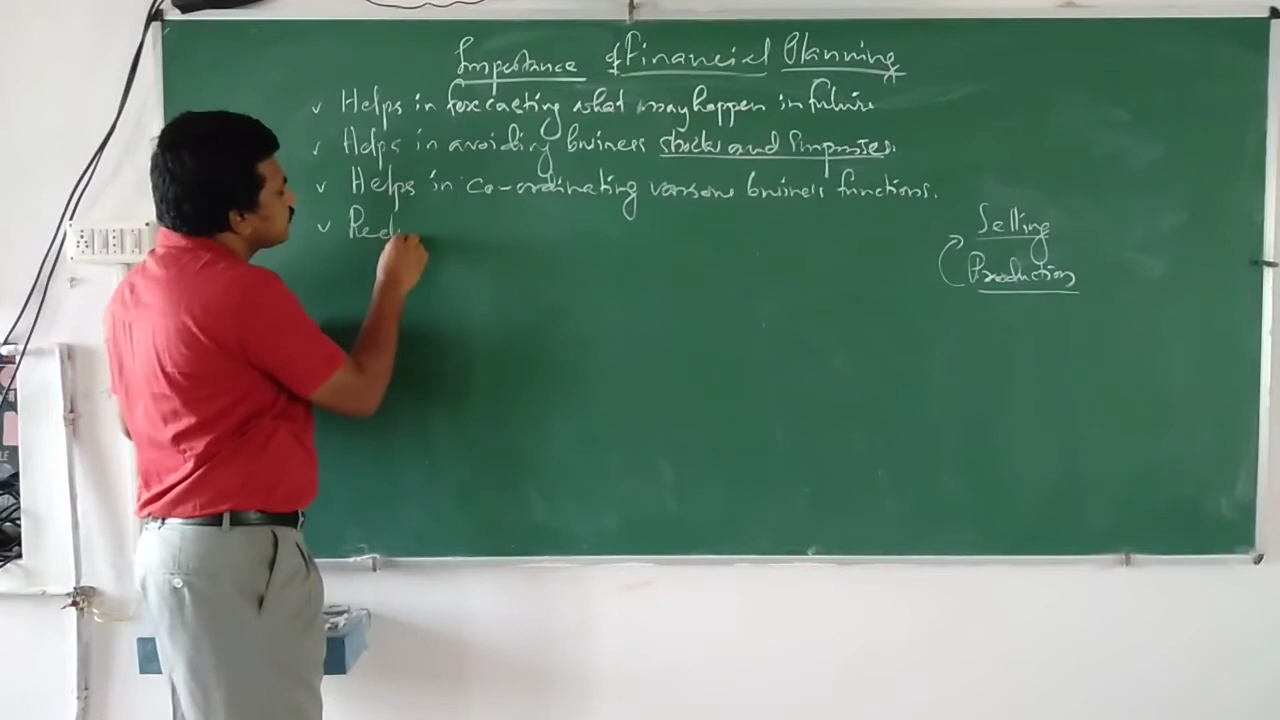 Importance of Financial Planning
✓ Helps in forecasting what may happen in future
✓ Helps in avoiding business shocks and surprises.
✓ Helps in co-ordinating various business functions.
✓ Red
Selling
Production